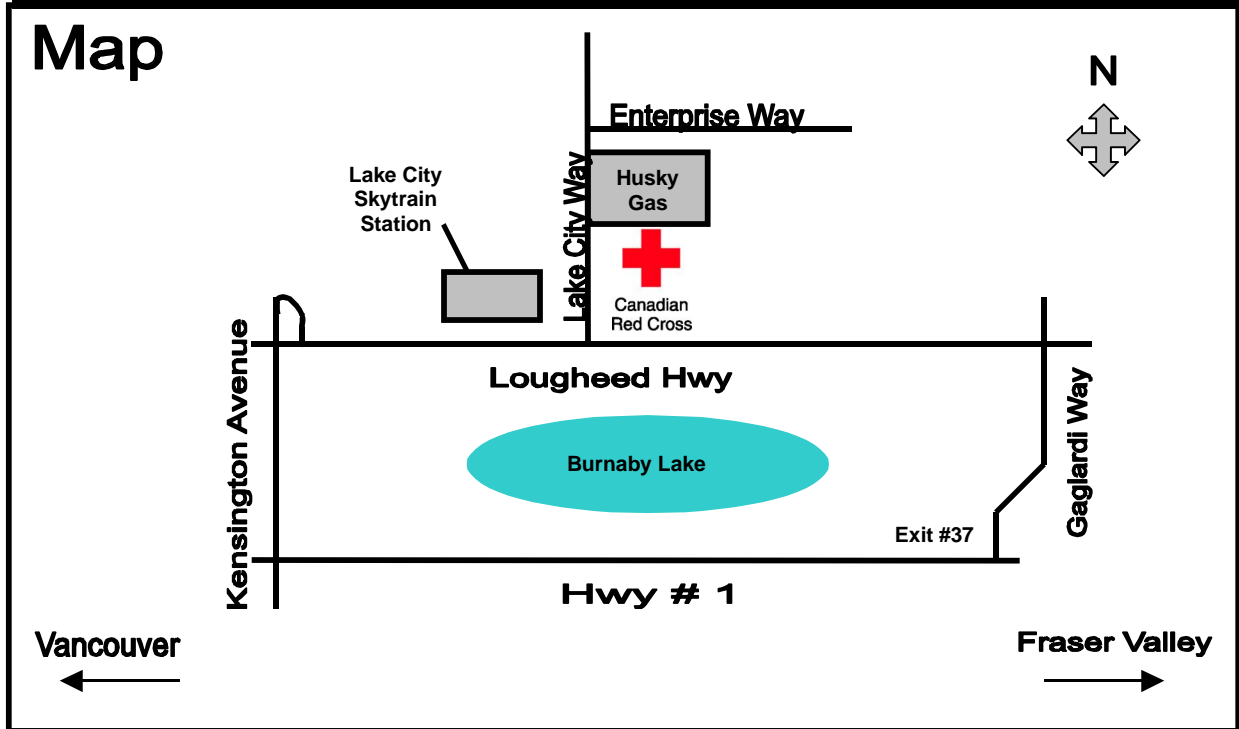 Map
N
Enterprise Way
Lake City
Skytrain
Station
Lake City Way
Husky
Gas
Canadian
Red Cross
Kensington Avenue
Lougheed Hwy
Gaglardi Way
Burnaby Lake
Exit #37
Hwy # 1
Vancouver
Fraser Valley